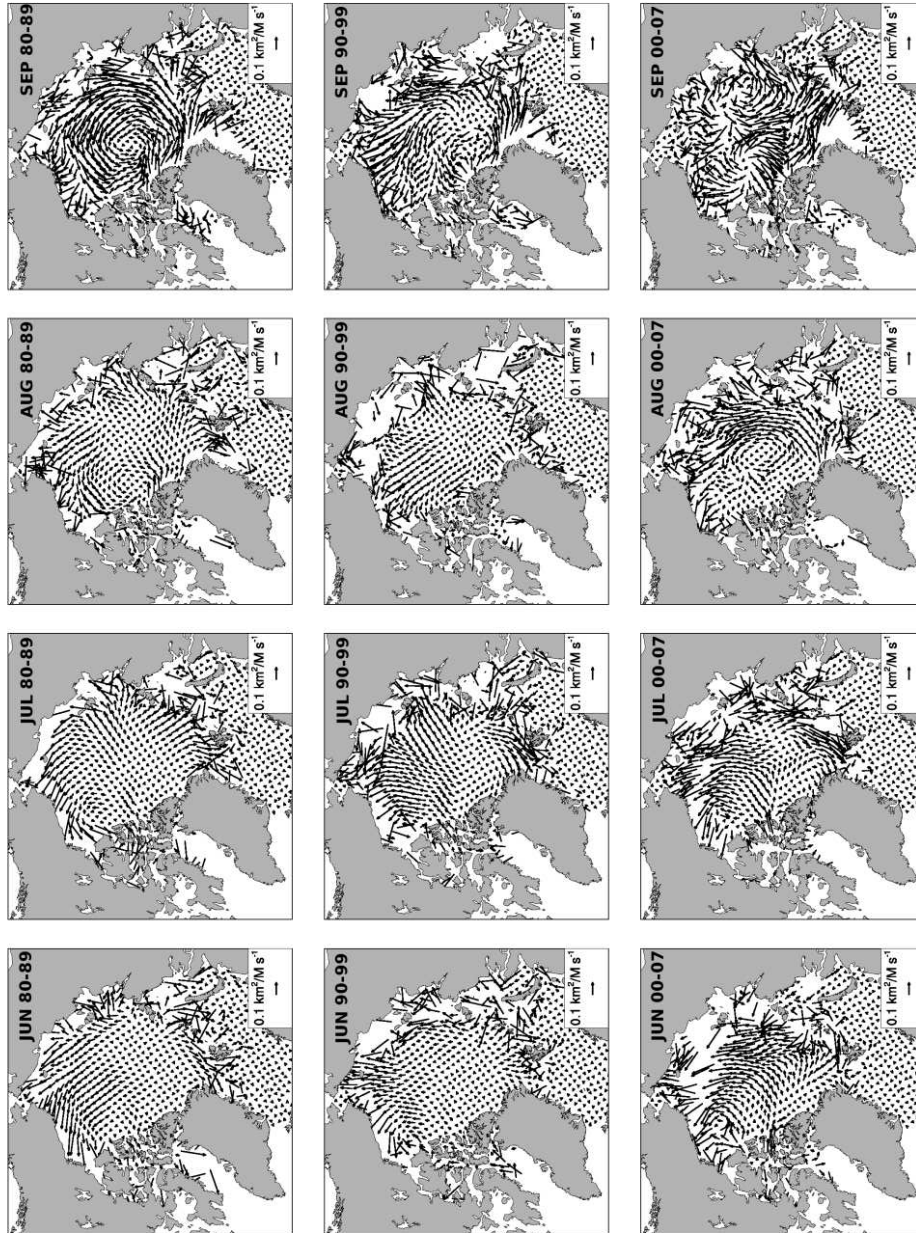 JUN 80-89
0.1 km²/M s⁻¹
JUL 80-89
0.1 km²/M s⁻¹
AUG 80-89
0.1 km²/M s⁻¹
SEP 80-89
0.1 km²/M s⁻¹
JUN 90-99
0.1 km²/M s⁻¹
JUL 90-99
0.1 km²/M s⁻¹
AUG 90-99
0.1 km²/M s⁻¹
SEP 90-99
0.1 km²/M s⁻¹
JUN 00-07
0.1 km²/M s⁻¹
JUL 00-07
0.1 km²/M s⁻¹
AUG 00-07
0.1 km²/M s⁻¹
SEP 00-07
0.1 km²/M s⁻¹